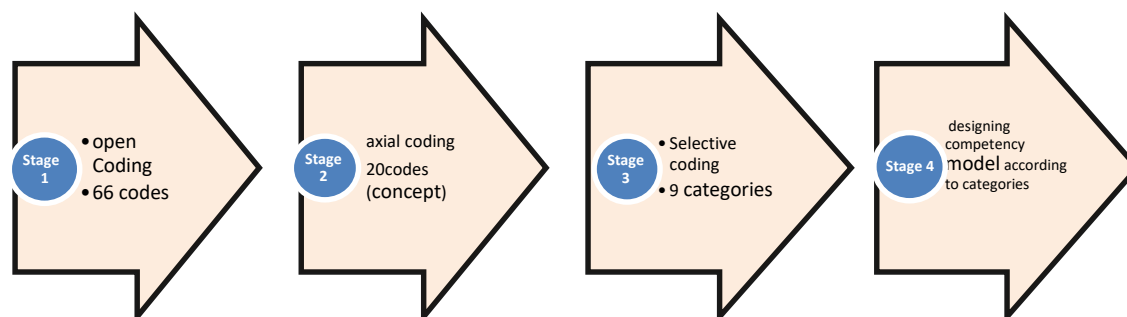 Stage
1
• open
Coding
• 66 codes
Stage
2
axial coding
20codes
(concept)
Stage
3
• Selective
coding
• 9 categories
Stage 4
designing
competency
model according
to categories